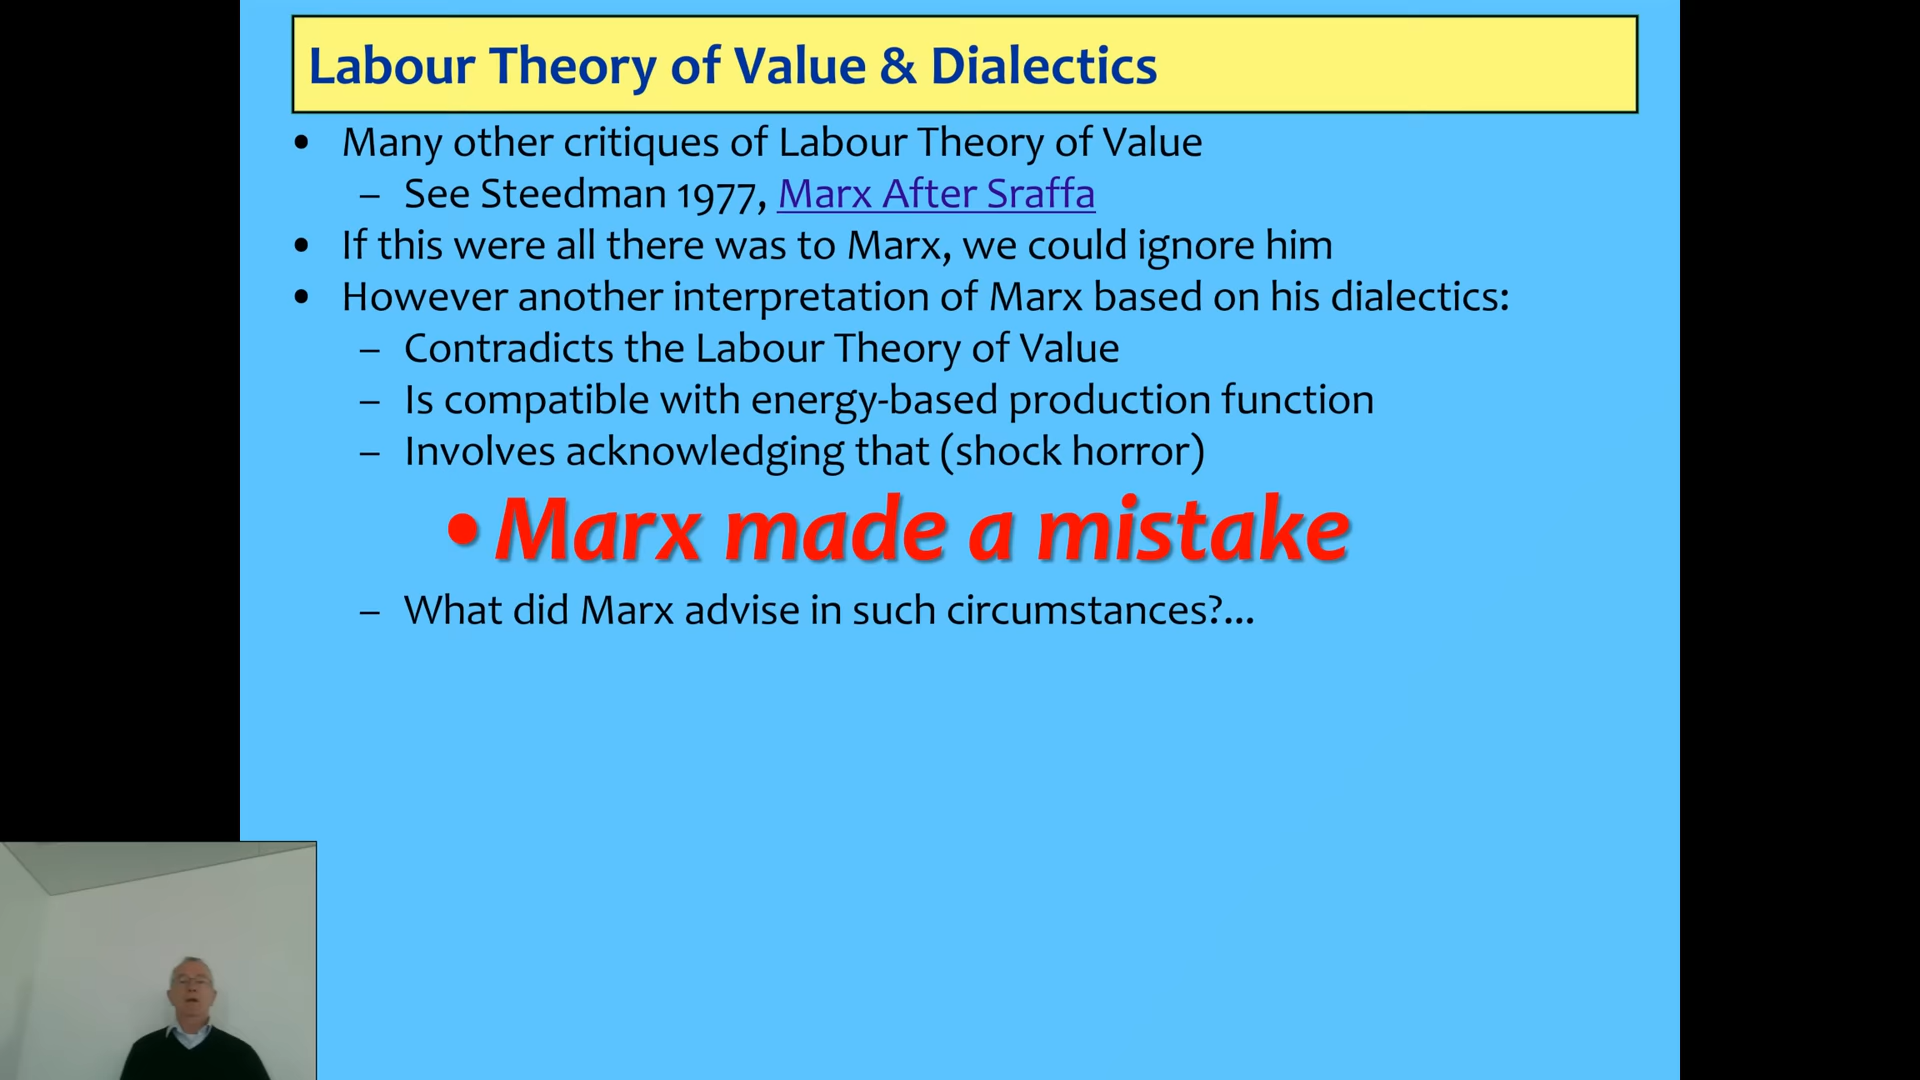 Labour Theory of Value & Dialectics
• Many other critiques of Labour Theory of Value
– See Steedman 1977, Marx After Sraffa
• If this were all there was to Marx, we could ignore him
• However another interpretation of Marx based on his dialectics:
– Contradicts the Labour Theory of Value
– Is compatible with energy-based production function
– Involves acknowledging that (shock horror)
• Marx made a mistake
– What did Marx advise in such circumstances?...